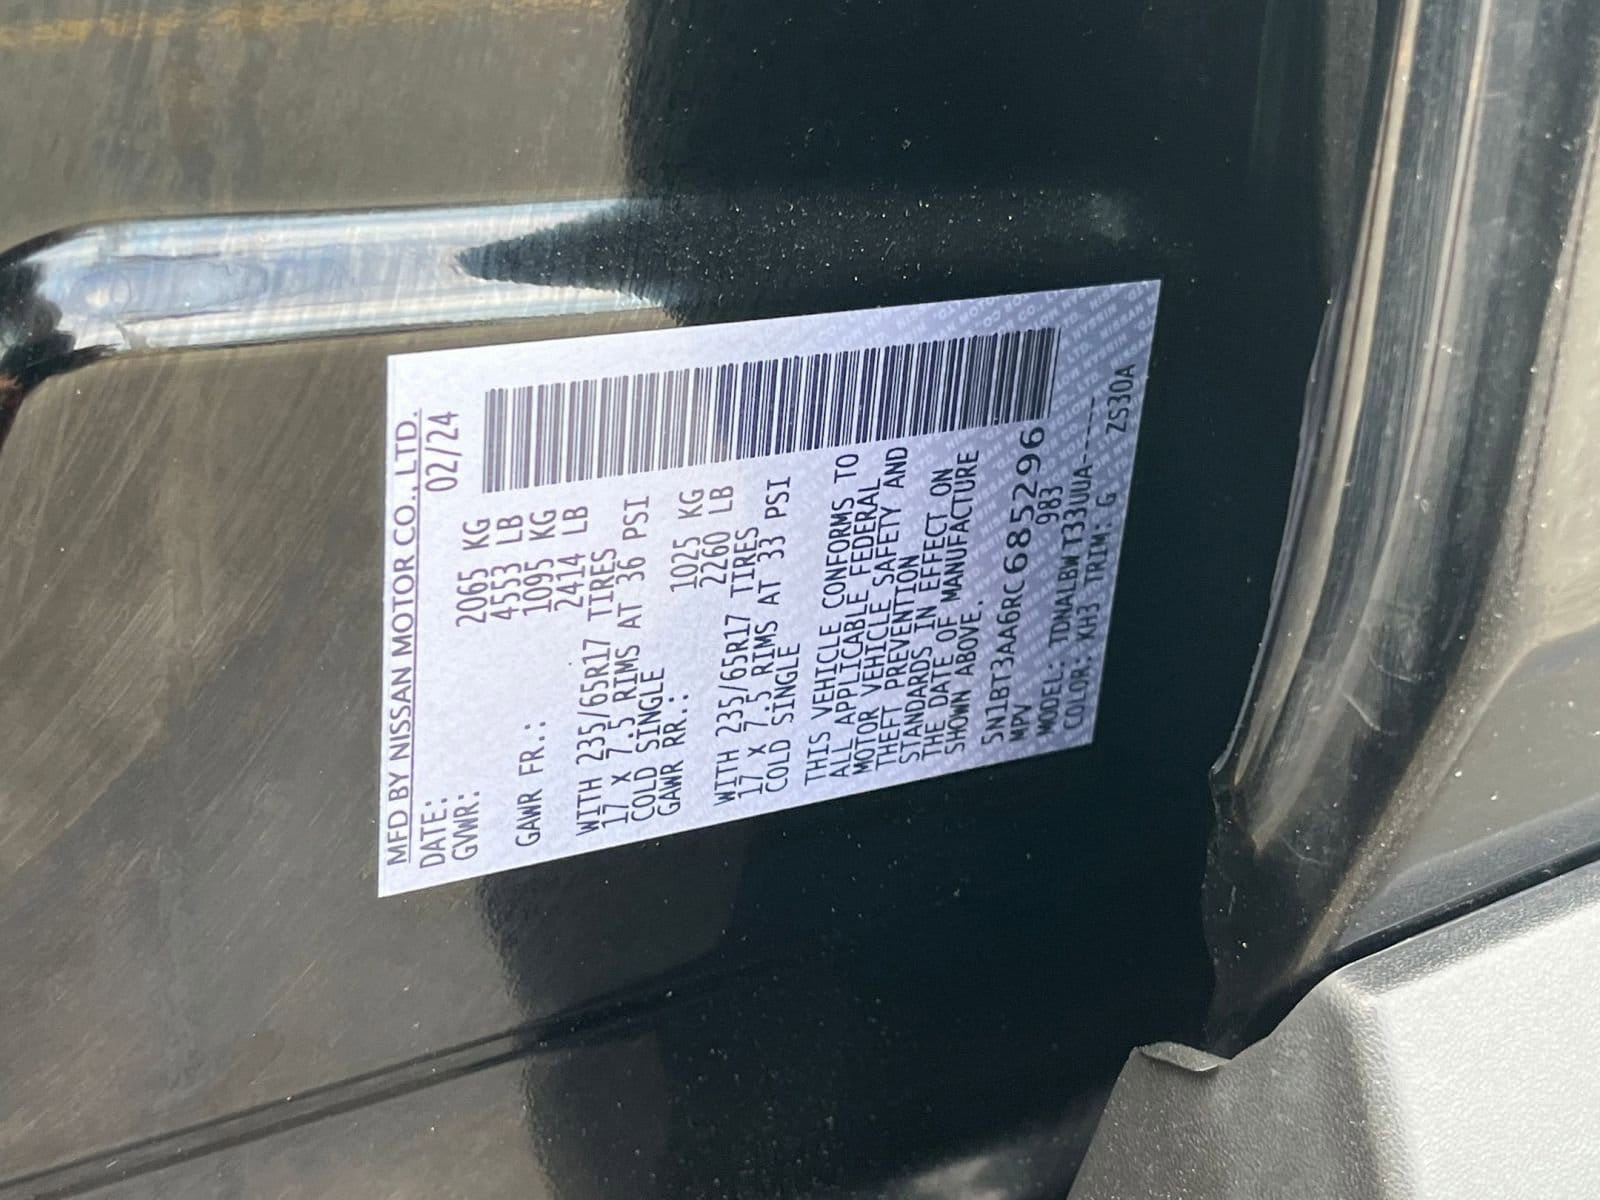 MFD BY NISSAN MOTOR CO., LTD.
DATE: 02/24
GVWR: 2065 KG
4553 LB
GAWR FR.: 1095 KG
2414 LB
WITH 235/65R17 TIRES
17 X 7.5 RIMS AT 36 PSI
COLD SINGLE
GAWR RR.: 1025 KG
2260 LB
WITH 235/65R17 TIRES
17 X 7.5 RIMS AT 33 PSI
COLD SINGLE
THIS VEHICLE CONFORMS TO
ALL APPLICABLE FEDERAL
MOTOR VEHICLE SAFETY AND
THEFT PREVENTION
STANDARDS IN EFFECT ON
THE DATE OF MANUFACTURE
SHOWN ABOVE.
5N1BT3AA6RC685296
MPV 983
MODEL: TDNALBWT33UUA------
COLOR: KH3 TRIM: G ZS30A